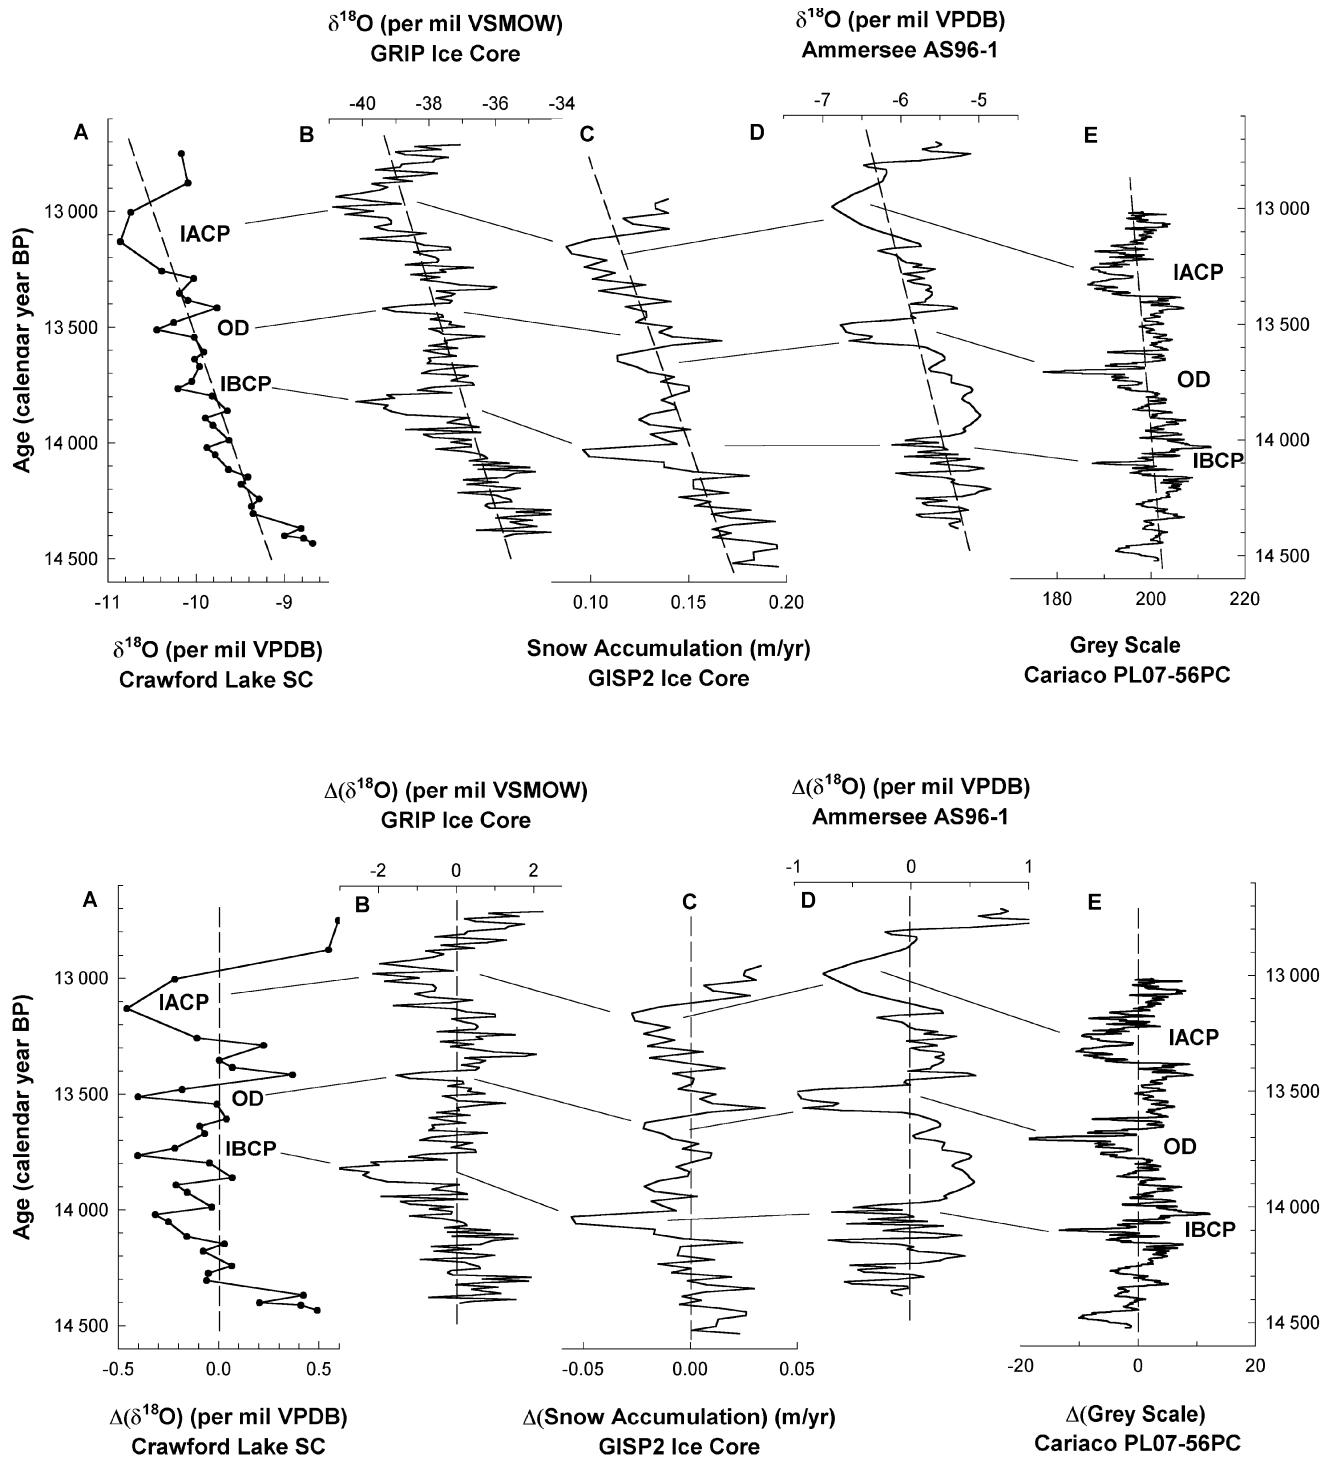 δ¹⁸O (per mil VSMOW)
GRIP Ice Core
δ¹⁸O (per mil VPDB)
Ammersee AS96-1
-40 -38 -36 -34
-7 -6 -5
A B C D E
13 000
13 500
14 000
14 500
Age (calendar year BP)
IACP
OD
IBCP
13 000
13 500
14 000
14 500
IACP
OD
IBCP
-11 -10 -9
0.10 0.15 0.20
180 200 220
δ¹⁸O (per mil VPDB)
Crawford Lake SC
Snow Accumulation (m/yr)
GISP2 Ice Core
Grey Scale
Cariaco PL07-56PC
Δ(δ¹⁸O) (per mil VSMOW)
GRIP Ice Core
Δ(δ¹⁸O) (per mil VPDB)
Ammersee AS96-1
-2 0 2
-1 0 1
A B C D E
13 000
13 500
14 000
14 500
Age (calendar year BP)
IACP
OD
IBCP
13 000
13 500
14 000
14 500
IACP
OD
IBCP
-0.5 0.0 0.5
-0.05 0.00 0.05
-20 0 20
Δ(δ¹⁸O) (per mil VPDB)
Crawford Lake SC
Δ(Snow Accumulation) (m/yr)
GISP2 Ice Core
Δ(Grey Scale)
Cariaco PL07-56PC